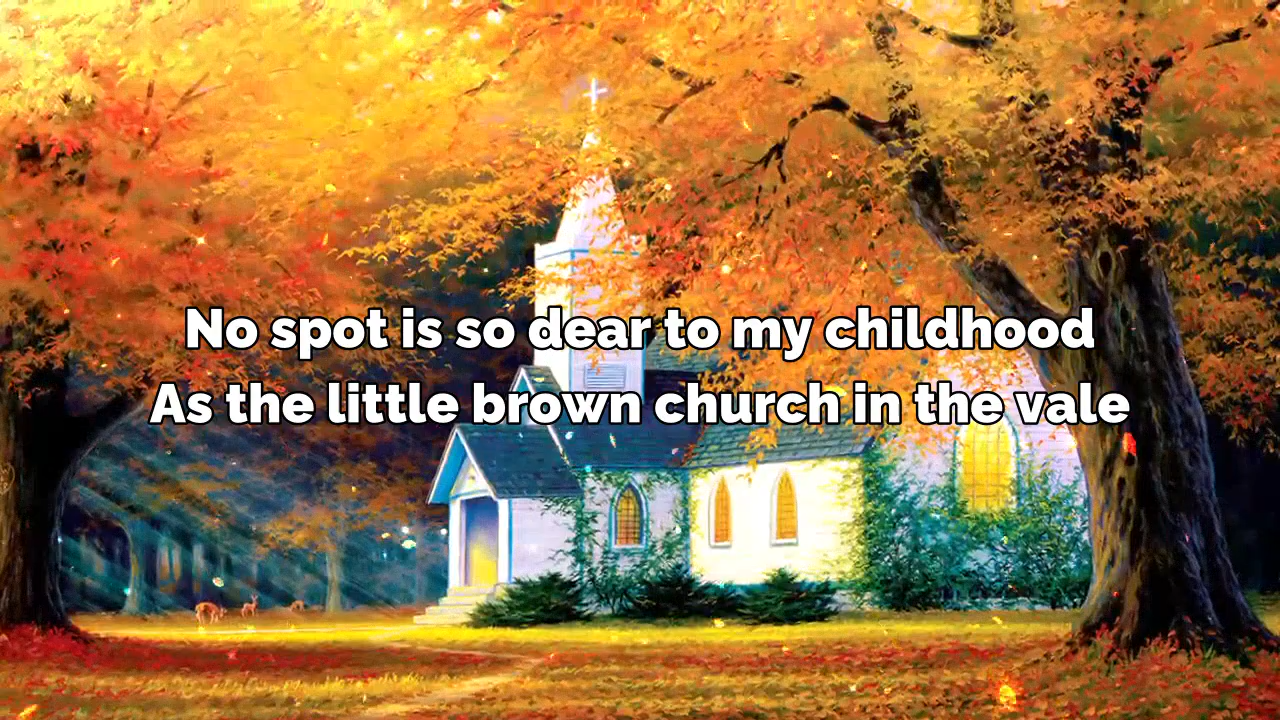 No spot is so dear to my childhood
As the little brown church in the vale